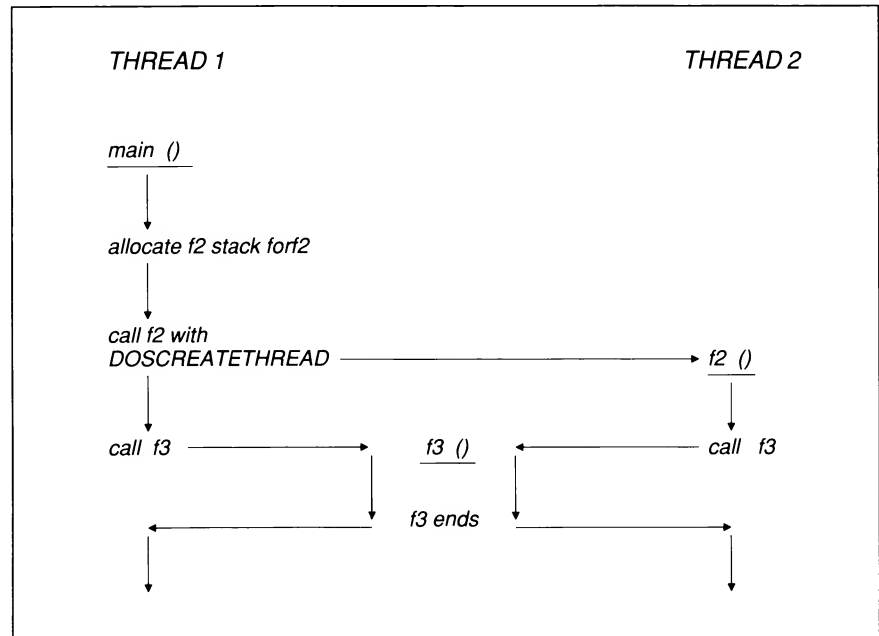 THREAD 1
THREAD 2
main ()
allocate f2 stack forf2
call f2 with
DOSCREATETHREAD
f2 ()
call f3
f3 ()
call f3
f3 ends